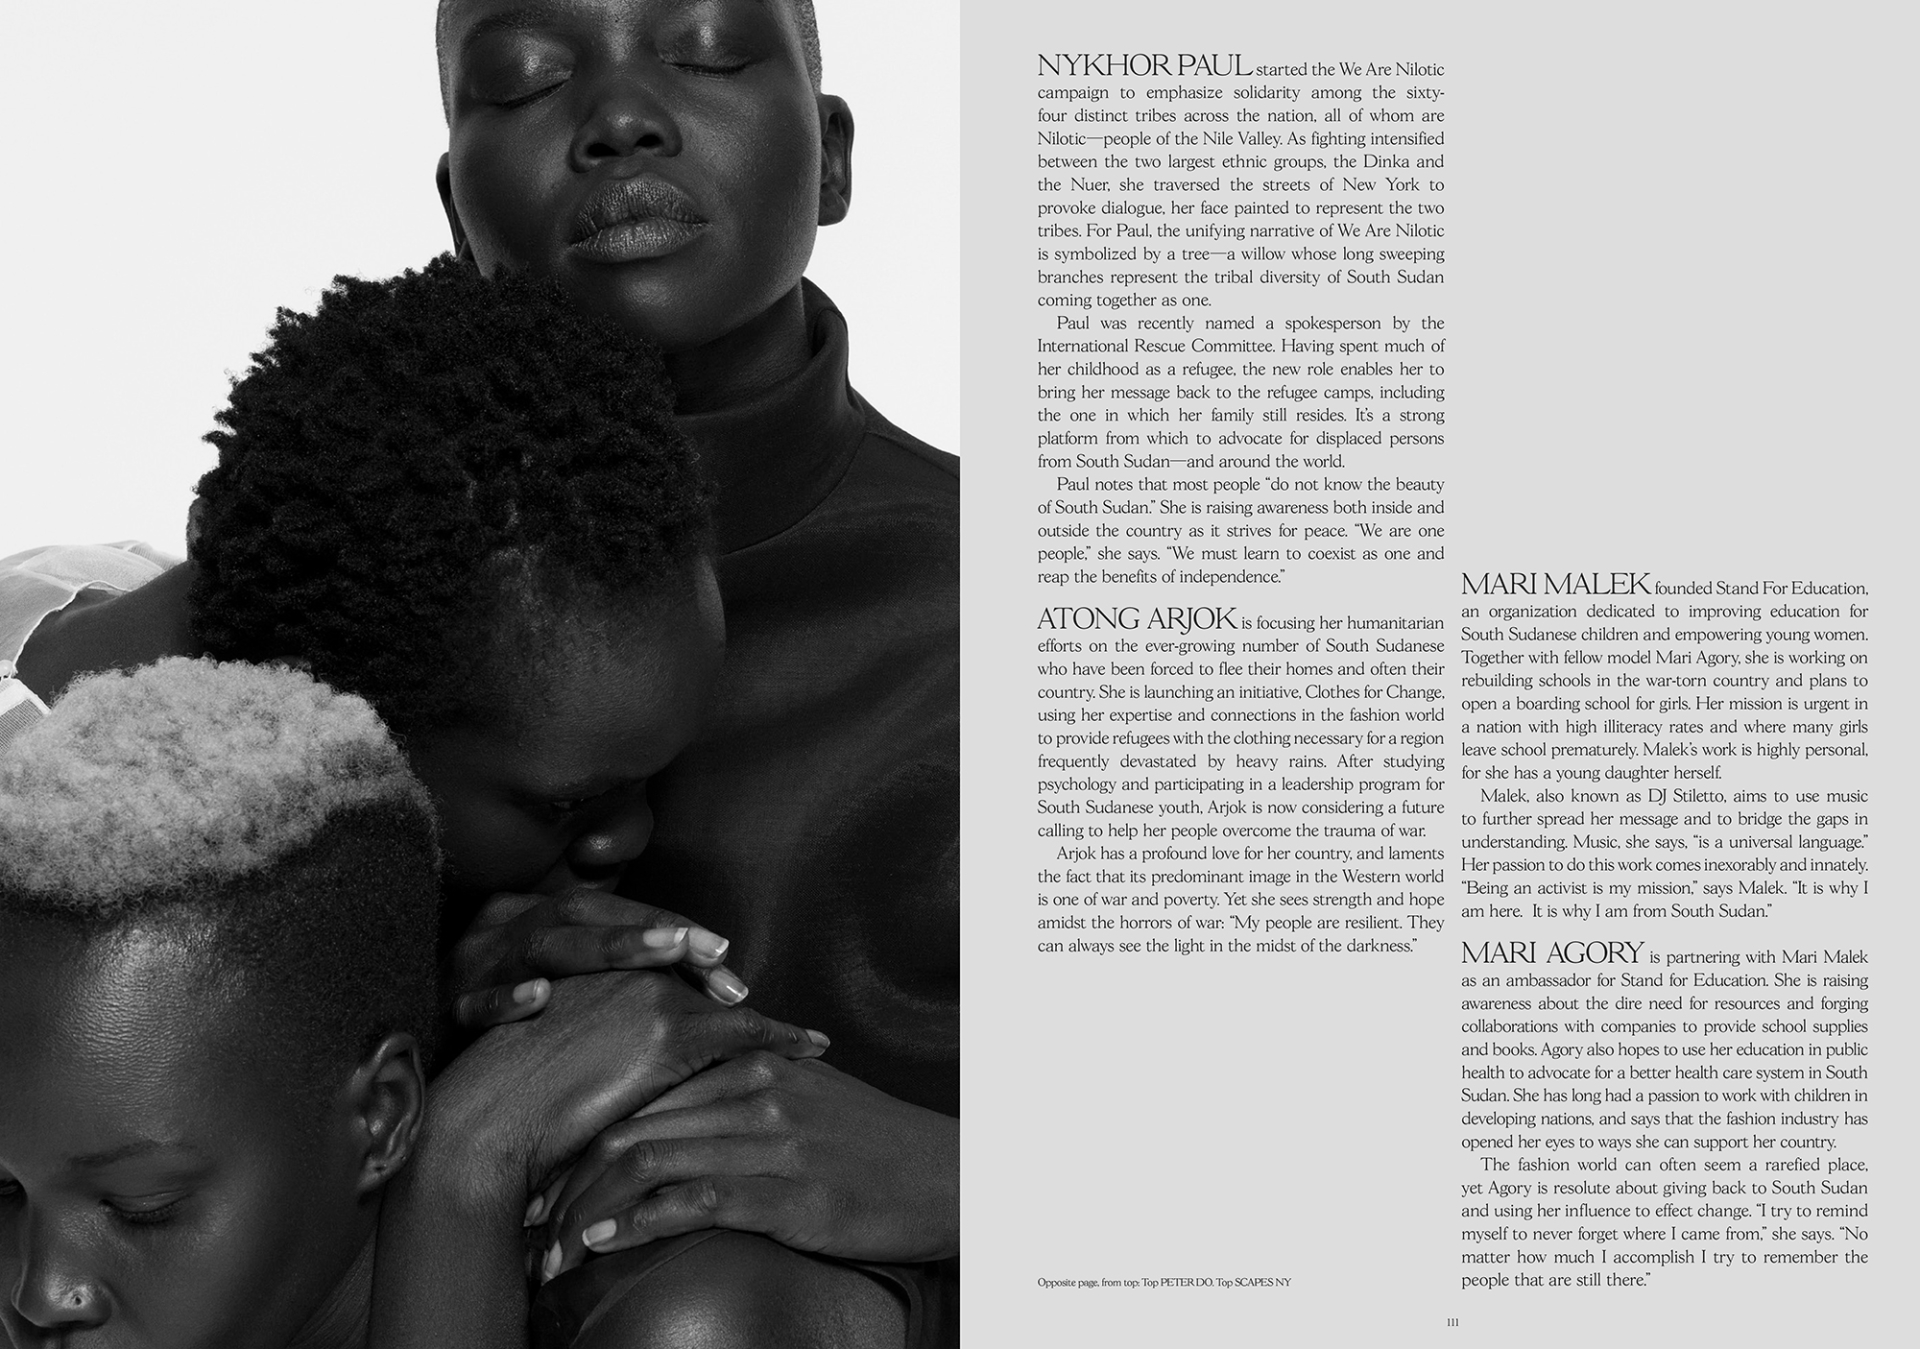 NYKHOR PAUL started the We Are Nilotic
campaign to emphasize solidarity among the sixty-
four distinct tribes across the nation, all of whom are
Nilotic—people of the Nile Valley. As fighting intensified
between the two largest ethnic groups, the Dinka and
the Nuer, she traversed the streets of New York to
provoke dialogue, her face painted to represent the two
tribes. For Paul, the unifying narrative of We Are Nilotic
is symbolized by a tree—a willow whose long sweeping
branches represent the tribal diversity of South Sudan
coming together as one.
Paul was recently named a spokesperson by the
International Rescue Committee. Having spent much of
her childhood as a refugee, the new role enables her to
bring her message back to the refugee camps, including
the one in which her family still resides. It's a strong
platform from which to advocate for displaced persons
from South Sudan—and around the world.
Paul notes that most people “do not know the beauty
of South Sudan.” She is raising awareness both inside and
outside the country as it strives for peace. “We are one
people,” she says. “We must learn to coexist as one and
reap the benefits of independence.”
ATONG ARJOK is focusing her humanitarian
efforts on the ever-growing number of South Sudanese
who have been forced to flee their homes and often their
country. She is launching an initiative, Clothes for Change,
using her expertise and connections in the fashion world
to provide refugees with the clothing necessary for a region
frequently devastated by heavy rains. After studying
psychology and participating in a leadership program for
South Sudanese youth, Arjok is now considering a future
calling to help her people overcome the trauma of war.
Arjok has a profound love for her country, and laments
the fact that its predominant image in the Western world
is one of war and poverty. Yet she sees strength and hope
amidst the horrors of war: “My people are resilient. They
can always see the light in the midst of the darkness.”
Opposite page, from top: Top PETER DO. Top SCAPES NY
MARI MALEK founded Stand For Education,
an organization dedicated to improving education for
South Sudanese children and empowering young women.
Together with fellow model Mari Agory, she is working on
rebuilding schools in the war-torn country and plans to
open a boarding school for girls. Her mission is urgent in
a nation with high illiteracy rates and where many girls
leave school prematurely. Malek's work is highly personal,
for she has a young daughter herself.
Malek, also known as DJ Stiletto, aims to use music
to further spread her message and to bridge the gaps in
understanding. Music, she says, “is a universal language.”
Her passion to do this work comes inexorably and innately.
“Being an activist is my mission,” says Malek. “It is why I
am here. It is why I am from South Sudan.”
MARI AGORY is partnering with Mari Malek
as an ambassador for Stand for Education. She is raising
awareness about the dire need for resources and forging
collaborations with companies to provide school supplies
and books. Agory also hopes to use her education in public
health to advocate for a better health care system in South
Sudan. She has long had a passion to work with children in
developing nations, and says that the fashion industry has
opened her eyes to ways she can support her country.
The fashion world can often seem a rarefied place,
yet Agory is resolute about giving back to South Sudan
and using her influence to effect change. “I try to remind
myself to never forget where I came from,” she says. “No
matter how much I accomplish I try to remember the
people that are still there.”
111